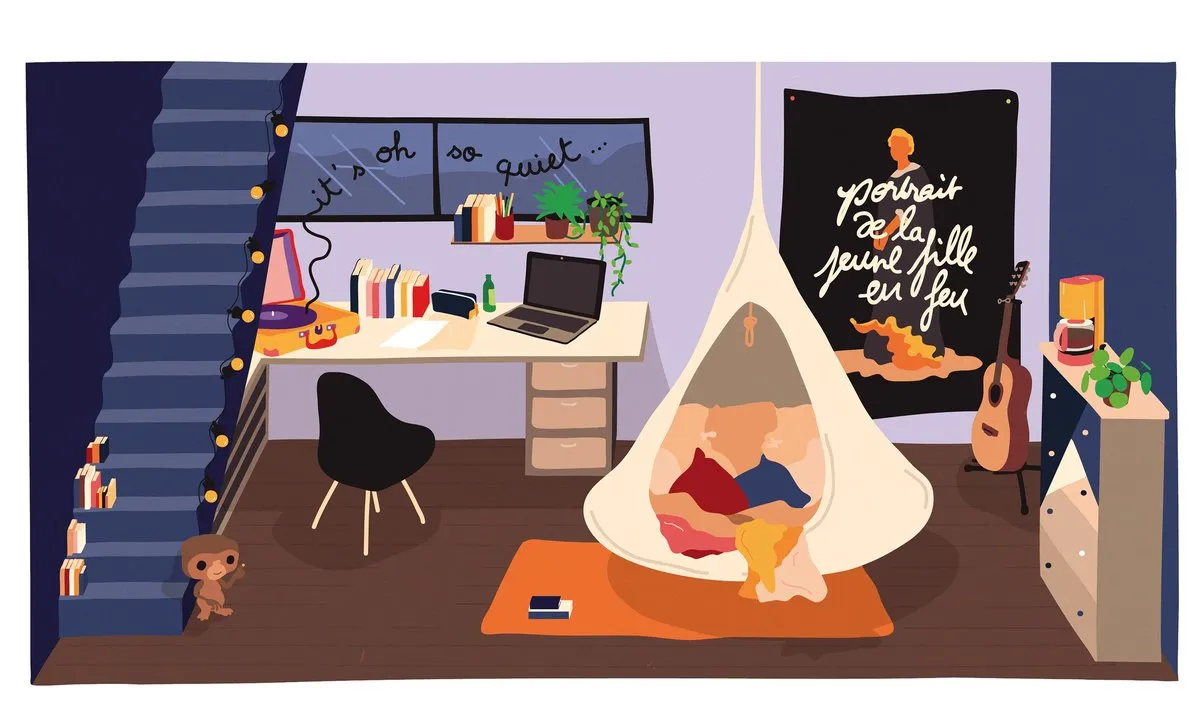 it's oh so quiet...
portrait
de la
jeune fille
en feu